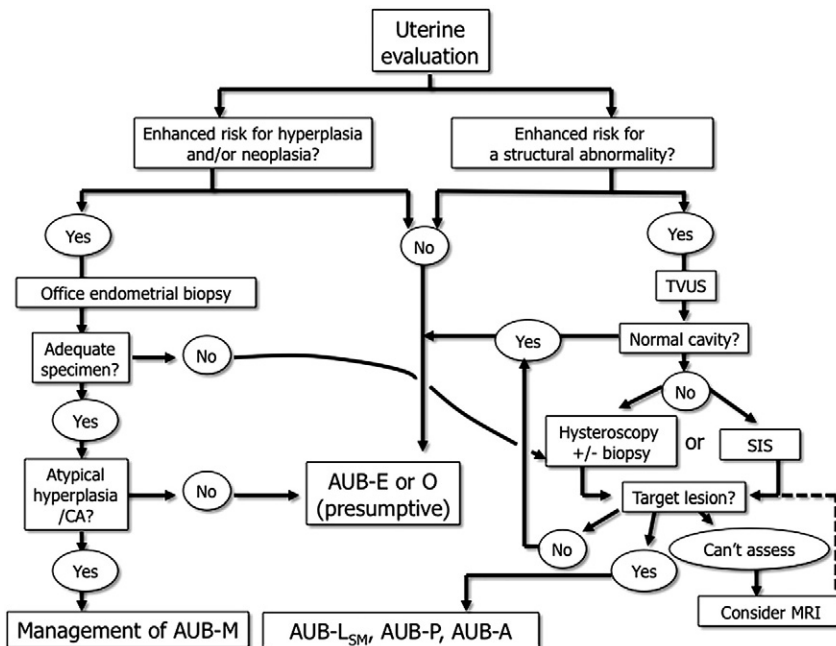 Uterine
evaluation
Enhanced risk for hyperplasia
and/or neoplasia?
Enhanced risk for
a structural abnormality?
Yes
No
Yes
Office endometrial biopsy
TVUS
Adequate
specimen?
No
Yes
Normal cavity?
No
Yes
Hysteroscopy
+/- biopsy
or
SIS
Atypical
hyperplasia
/CA?
No
AUB-E or O
(presumptive)
Target lesion?
No
Yes
Can't assess
Yes
Consider MRI
Management of AUB-M
AUB-LSM, AUB-P, AUB-A